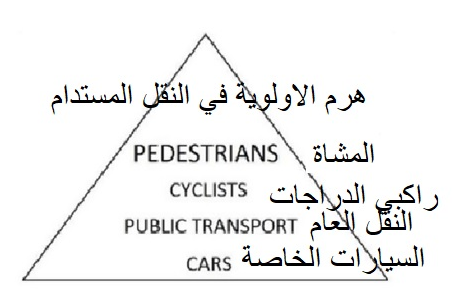 هرم الاولوية في النقل المستدام
PEDESTRIANS المشاة
CYCLISTS راكبي الدراجات
PUBLIC TRANSPORT النقل العام
CARS السيارات الخاصة